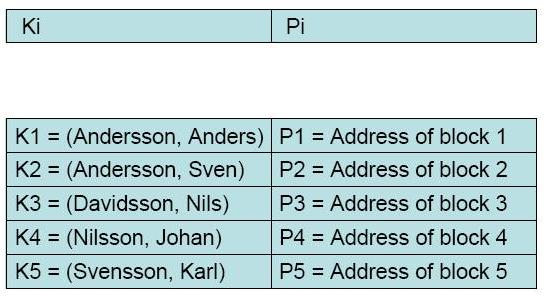 Ki Pi
K1 = (Andersson, Anders) P1 = Address of block 1
K2 = (Andersson, Sven) P2 = Address of block 2
K3 = (Davidsson, Nils) P3 = Address of block 3
K4 = (Nilsson, Johan) P4 = Address of block 4
K5 = (Svensson, Karl) P5 = Address of block 5